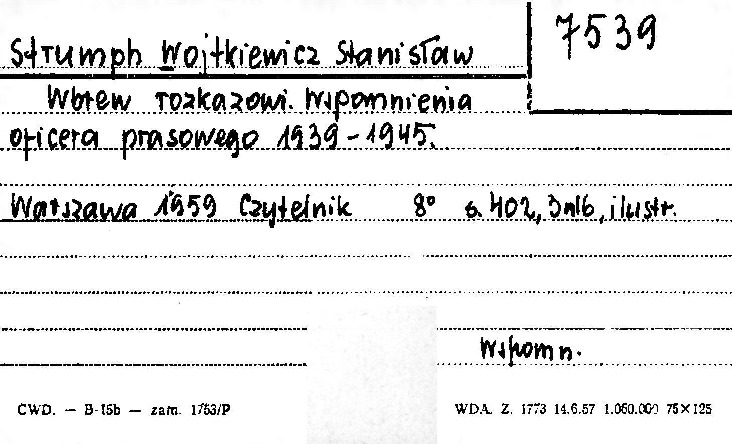 7539
Strumph Wojtkiewicz Stanisław
Wbrew rozkazowi. Wspomnienia
oficera prasowego 1939-1945.
Warszawa 1959 Czytelnik 8° s. 402, 3nlb, ilustr.
Wspomn.
CWD. — B-15b — zam. 1753/P
WDA. Z. 1773 14.6.57 1.060.000 75×125